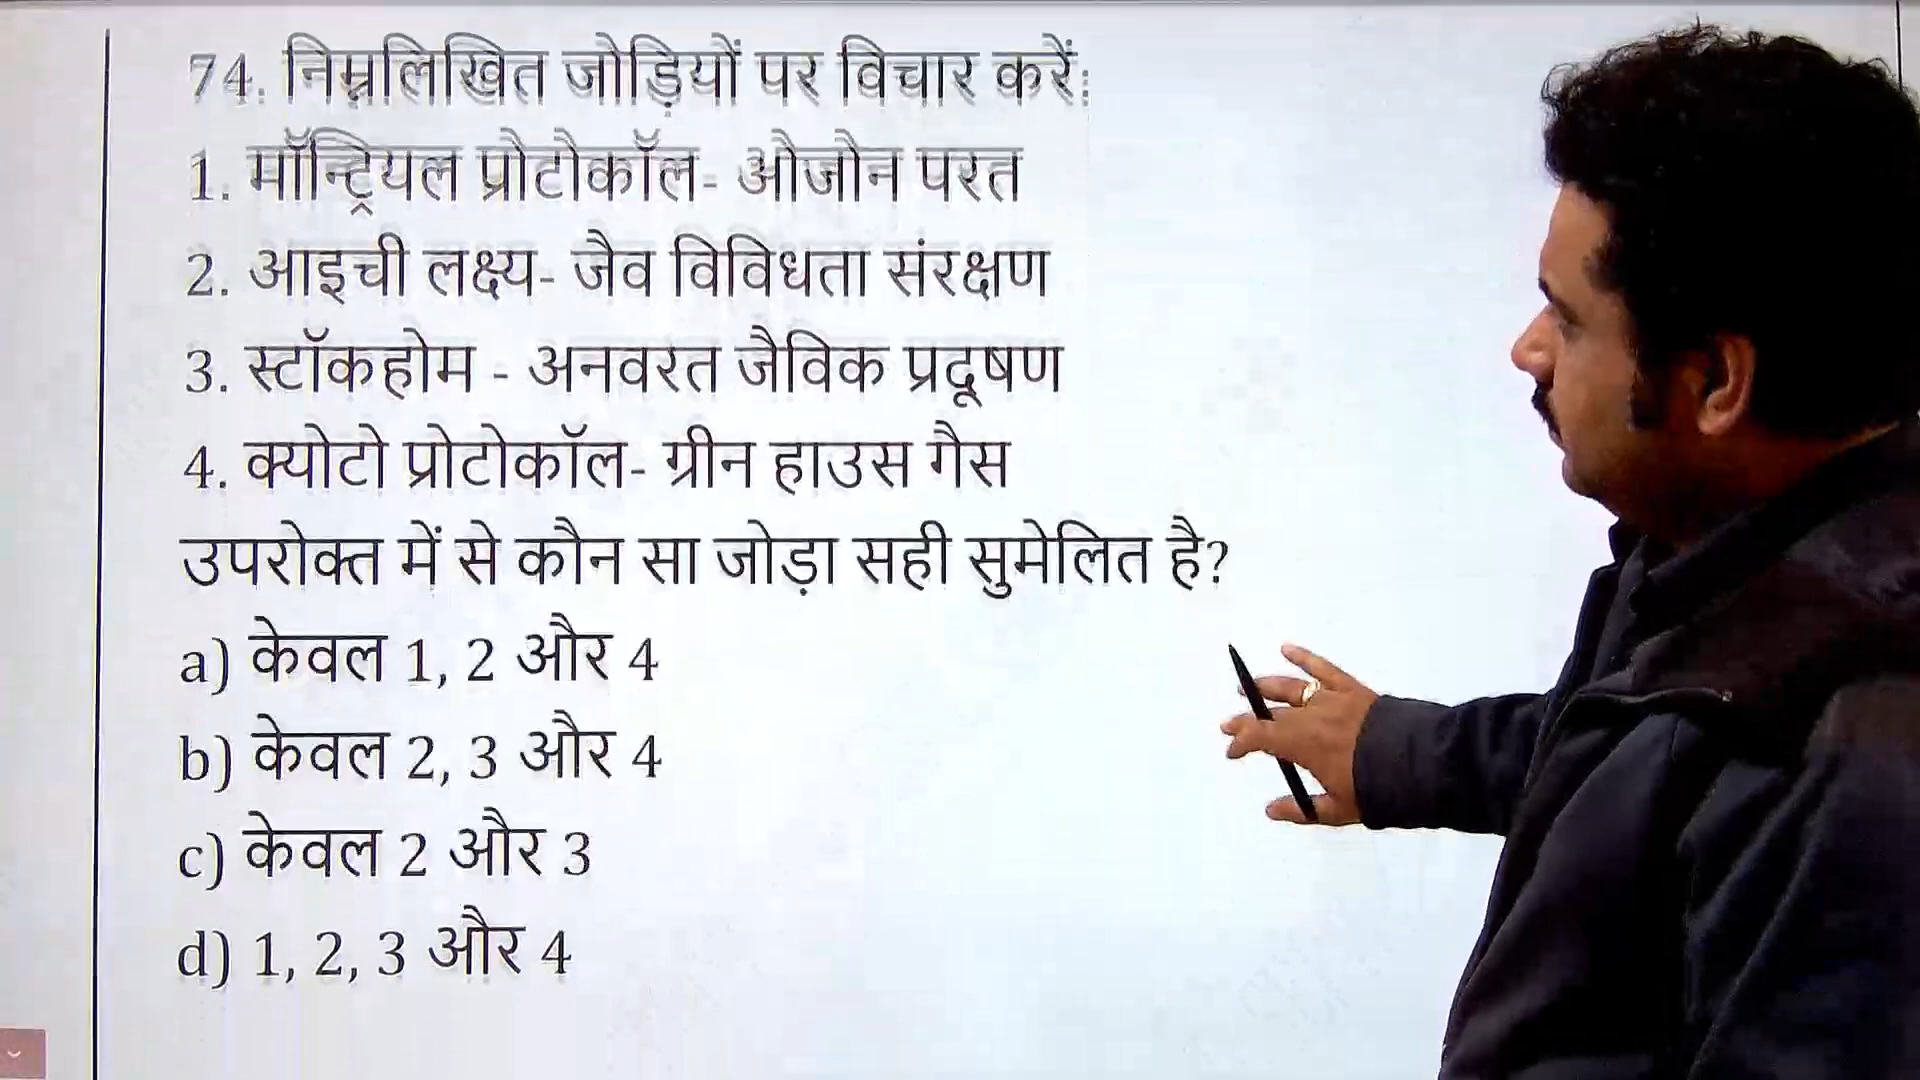 74. निम्नलिखित जोड़ियों पर विचार करें:
1. मॉन्ट्रियल प्रोटौकॉल- ओजोन परत
2. आइची लक्ष्य- जैव विविधता संरक्षण
3. स्टॉकहोम - अनवरत जैविक प्रदूषण
4. क्योटो प्रोटोकॉल- ग्रीन हाउस गैस
उपरोक्त में से कौन सा जोड़ा सही सुमेलित है?
a) केवल 1, 2 और 4
b) केवल 2, 3 और 4
c) केवल 2 और 3
d) 1, 2, 3 और 4